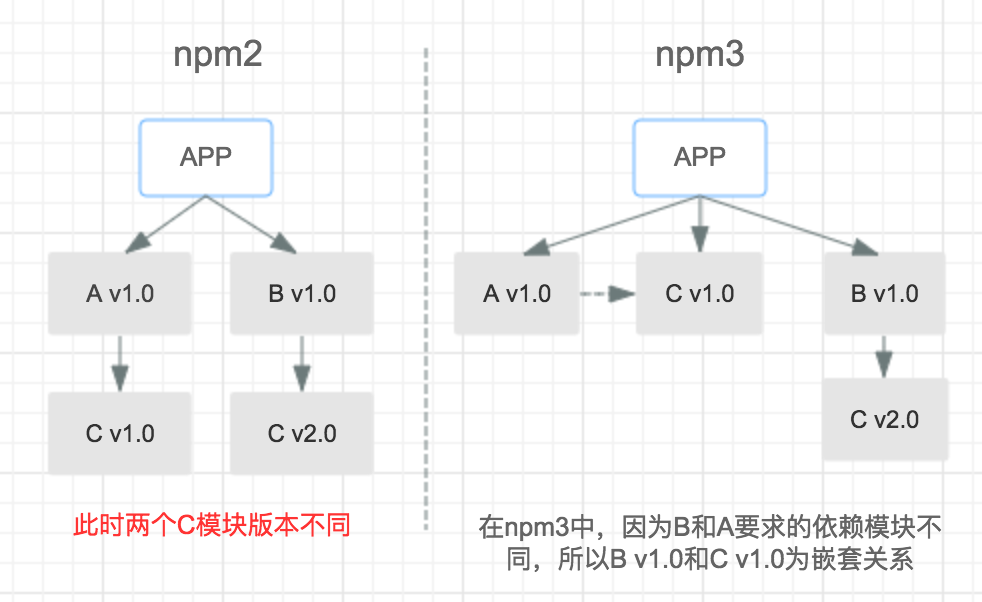 npm2
APP
A v1.0
B v1.0
C v1.0
C v2.0
此时两个C模块版本不同
npm3
APP
A v1.0
C v1.0
B v1.0
C v2.0
在npm3中，因为B和A要求的依赖模块不
同，所以B v1.0和C v1.0为嵌套关系